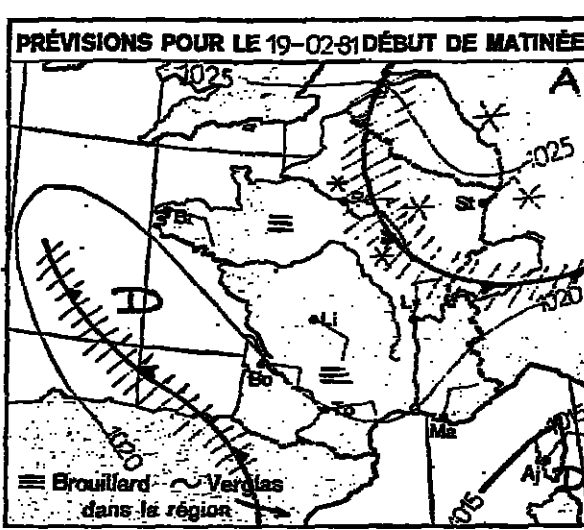 PRÉVISIONS POUR LE 19-02-81 DÉBUT DE MATINÉE
1025
A
1025
Br
St
D
Li
Bo
To
Ma
1020
1020
1015
Aj
D
1015
≡ Brouillard ~ Verglas
dans la région